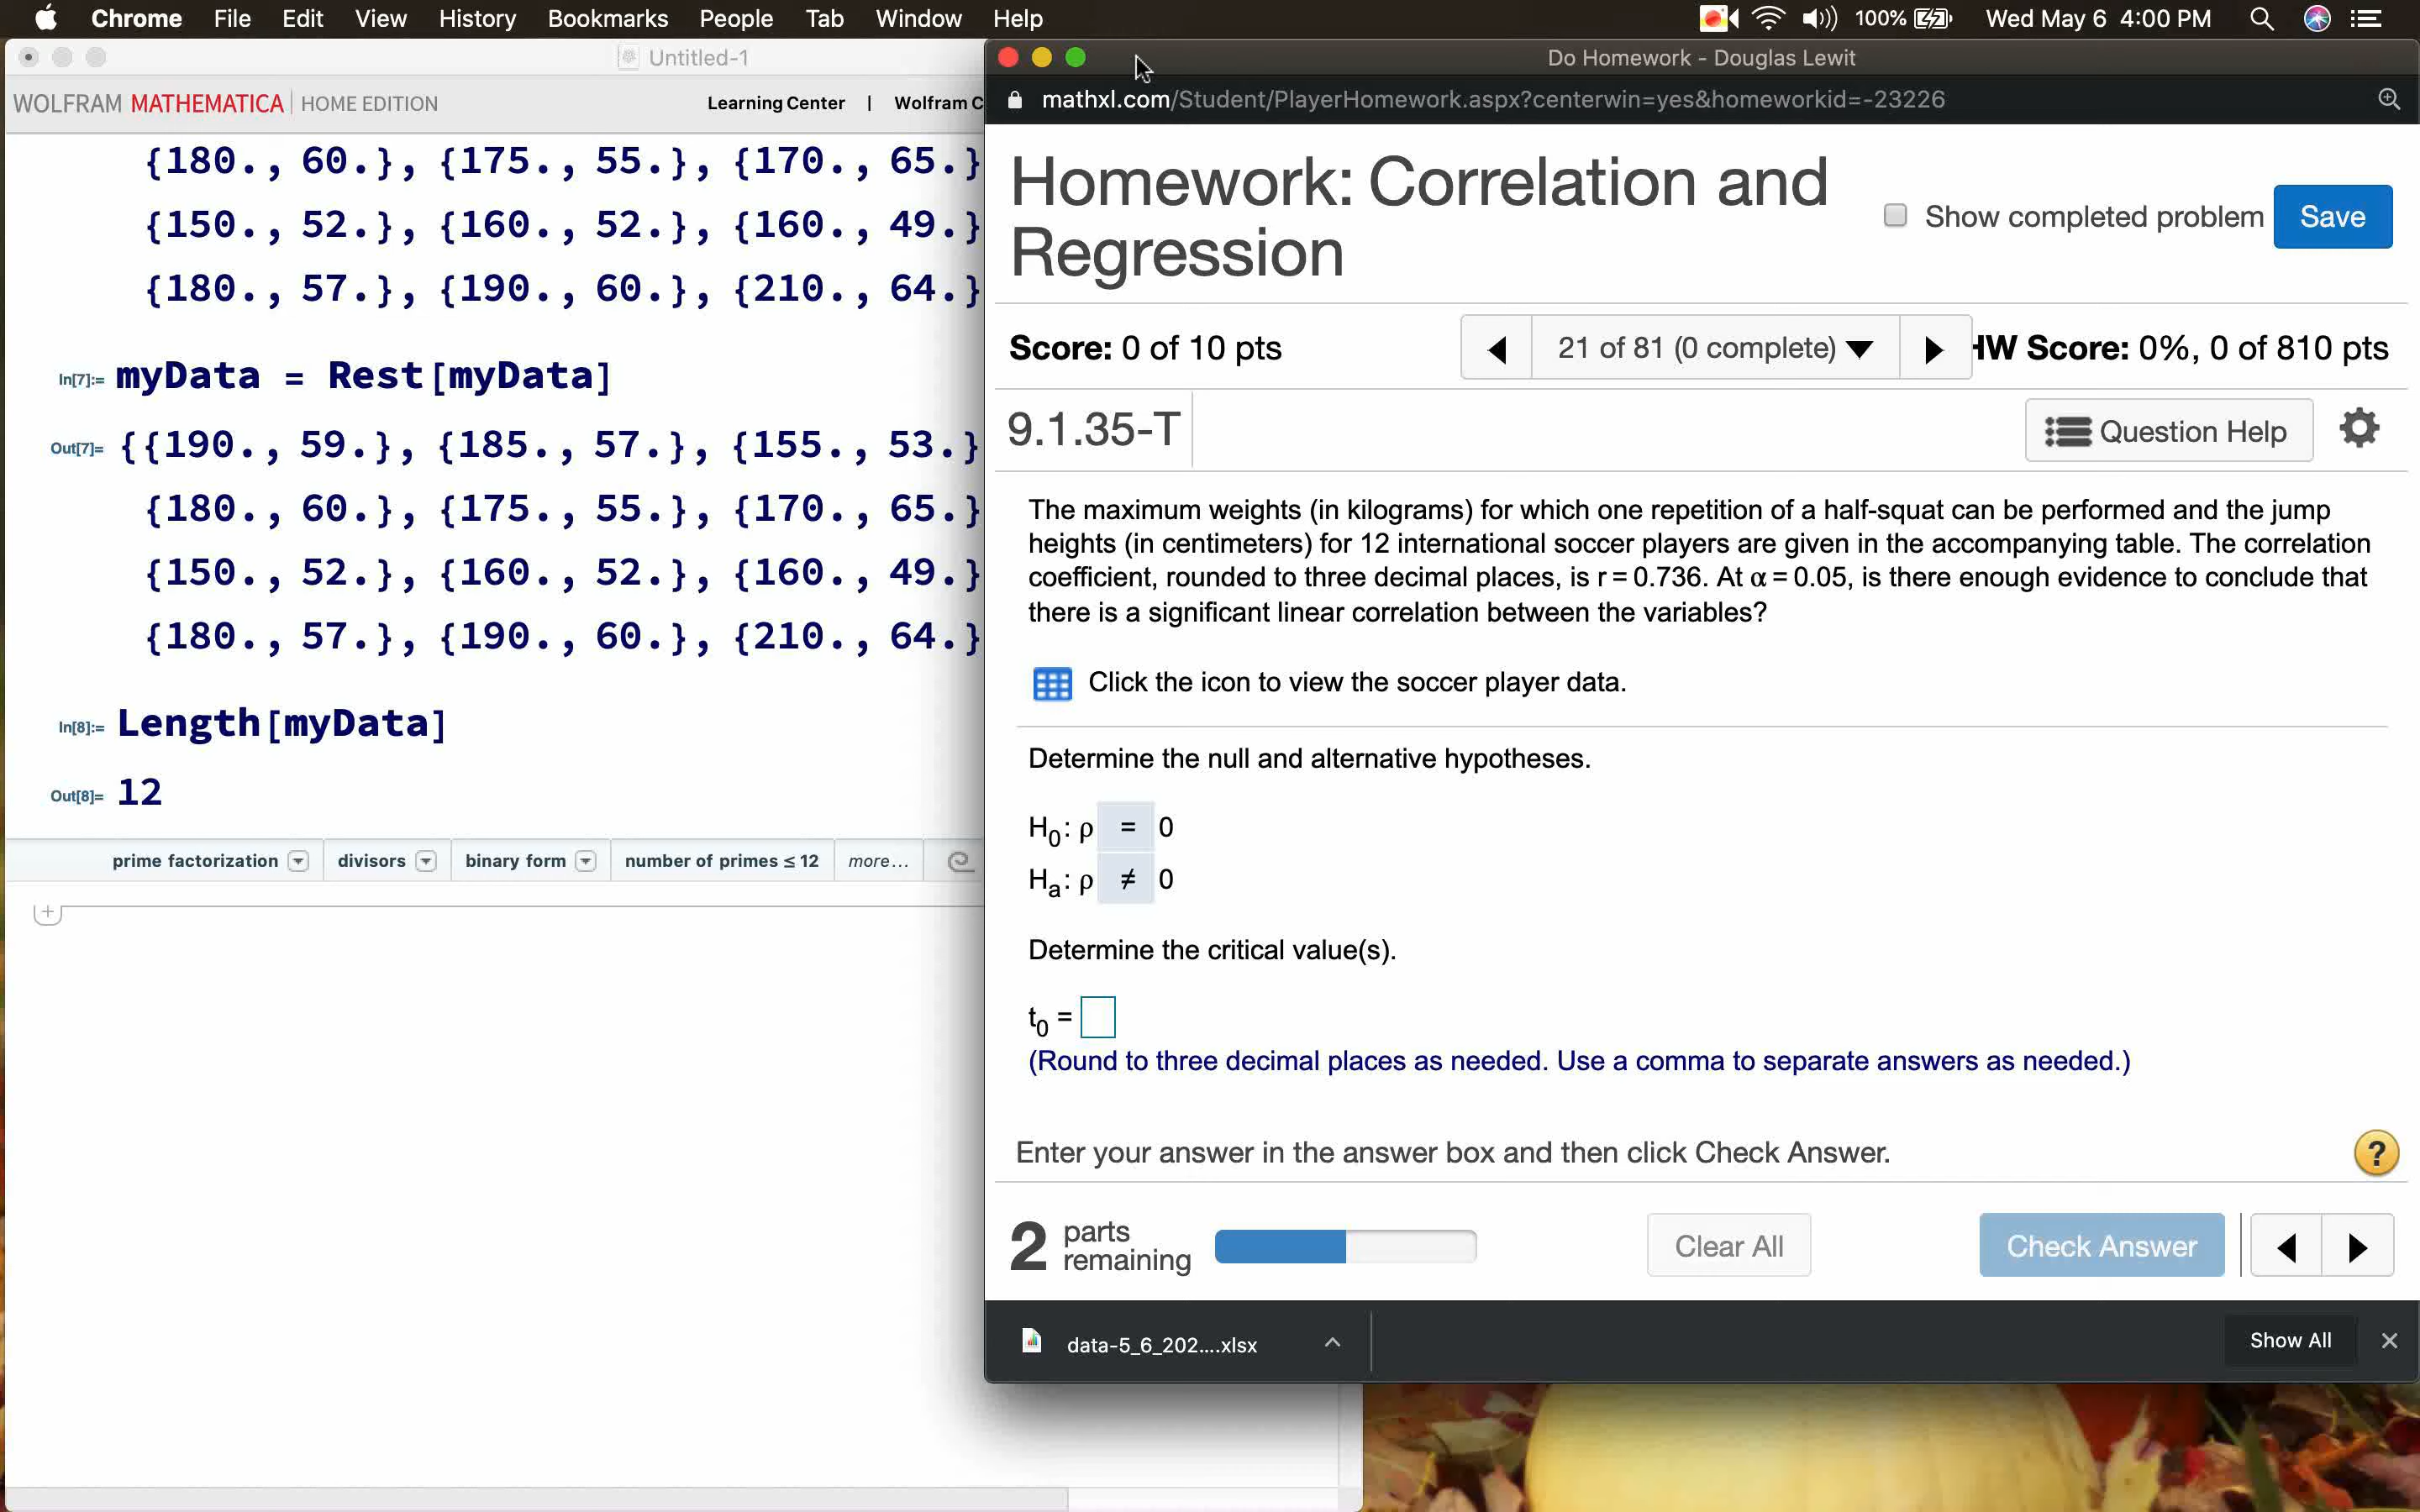 Chrome File Edit View History Bookmarks People Tab Window Help 100% Wed May 6 4:00 PM
Untitled-1
WOLFRAM MATHEMATICA | HOME EDITION Learning Center | Wolfram C
{180., 60.}, {175., 55.}, {170., 65.}
{150., 52.}, {160., 52.}, {160., 49.}
{180., 57.}, {190., 60.}, {210., 64.}
In[7]:= myData = Rest[myData]
Out[7]= {{190., 59.}, {185., 57.}, {155., 53.}
{180., 60.}, {175., 55.}, {170., 65.}
{150., 52.}, {160., 52.}, {160., 49.}
{180., 57.}, {190., 60.}, {210., 64.}
In[8]:= Length[myData]
Out[8]= 12
prime factorization divisors binary form number of primes ≤ 12 more...
Do Homework - Douglas Lewit
mathxl.com/Student/PlayerHomework.aspx?centerwin=yes&homeworkid=-23226
Homework: Correlation and
Regression
Show completed problem Save
Score: 0 of 10 pts 21 of 81 (0 complete) HW Score: 0%, 0 of 810 pts
9.1.35-T Question Help
The maximum weights (in kilograms) for which one repetition of a half-squat can be performed and the jump
heights (in centimeters) for 12 international soccer players are given in the accompanying table. The correlation
coefficient, rounded to three decimal places, is r = 0.736. At α = 0.05, is there enough evidence to conclude that
there is a significant linear correlation between the variables?
Click the icon to view the soccer player data.
Determine the null and alternative hypotheses.
H0: ρ = 0
Ha: ρ ≠ 0
Determine the critical value(s).
t0 =
(Round to three decimal places as needed. Use a comma to separate answers as needed.)
Enter your answer in the answer box and then click Check Answer. ?
2 parts
remaining
Clear All Check Answer
data-5_6_202....xlsx Show All